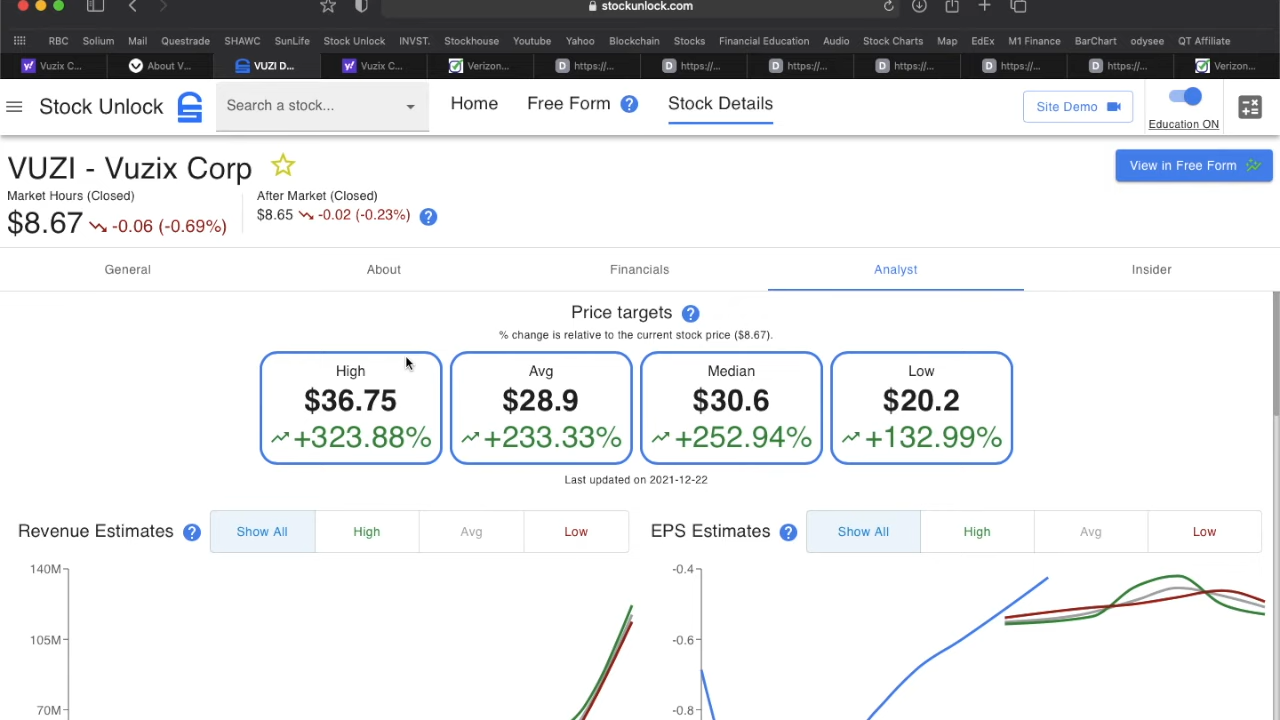 stockunlock.com
RBC Solium Mail Questrade SHAWC SunLife Stock Unlock INVST. Stockhouse Youtube Yahoo Blockchain Stocks Financial Education Audio Stock Charts Map EdEx M1 Finance BarChart odysee QT Affiliate
Vuzix C... About V... VUZI D... Vuzix C... Verizon... https://... https://... https://... https://... https://... https://... Verizon...
Stock Unlock Search a stock... Home Free Form ? Stock Details Site Demo Education ON
VUZI - Vuzix Corp View in Free Form
Market Hours (Closed) After Market (Closed)
$8.67 -0.06 (-0.69%) $8.65 -0.02 (-0.23%) ?
General About Financials Analyst Insider
Price targets ?
% change is relative to the current stock price ($8.67).
High Avg Median Low
$36.75 $28.9 $30.6 $20.2
+323.88% +233.33% +252.94% +132.99%
Last updated on 2021-12-22
Revenue Estimates ? Show All High Avg Low EPS Estimates ? Show All High Avg Low
140M -0.4
105M -0.6
70M -0.8